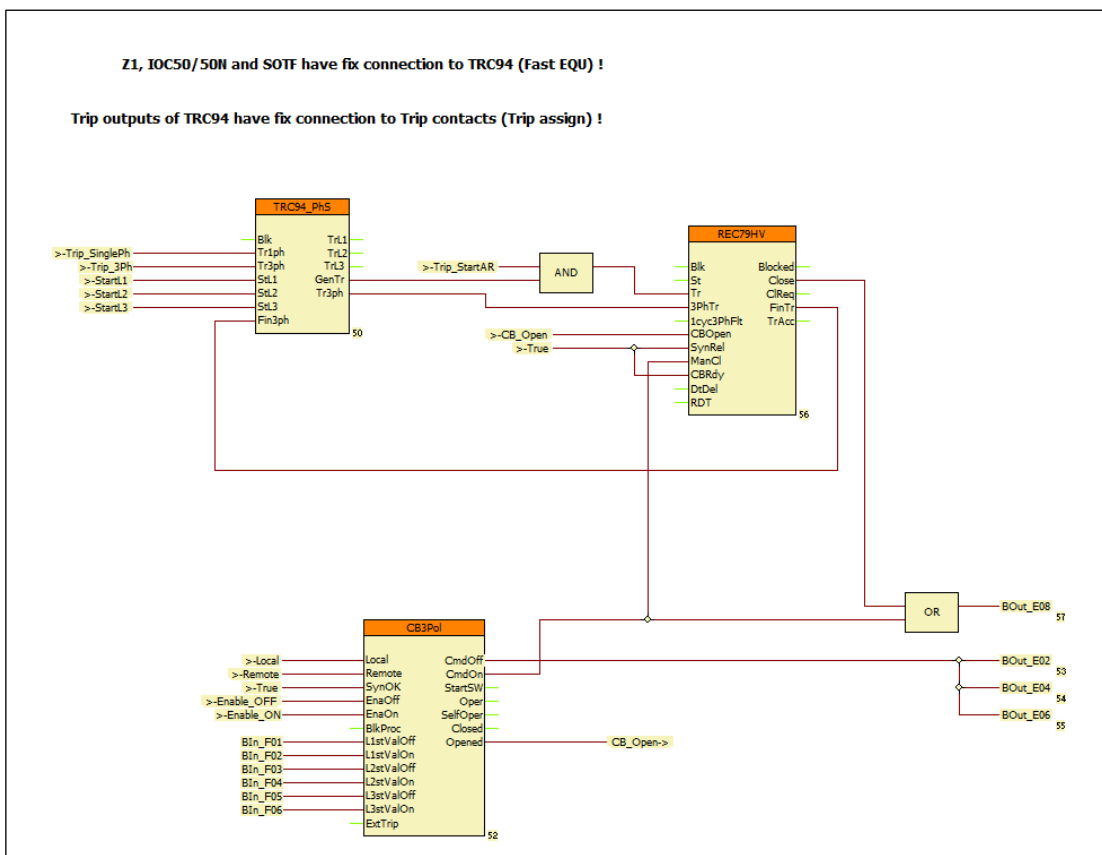 Z1, IOC50/50N and SOTF have fix connection to TRC94 (Fast EQU) !
Trip outputs of TRC94 have fix connection to Trip contacts (Trip assign) !
TRC94_PhS
>-Trip_SinglePh
>-Trip_3Ph
>-StartL1
>-StartL2
>-StartL3
Blk
Tr1ph
Tr3ph
StL1
StL2
StL3
Fin3ph
TrL1
TrL2
TrL3
GenTr
Tr3ph
50
>-Trip_StartAR
AND
>-CB_Open
>-True
REC79HV
Blk
St
Tr
3PhTr
1cyc3PhFlt
CBOpen
SynRel
ManCl
CBRdy
DtDel
RDT
Blocked
Close
ClReq
FinTr
TrAcc
56
CB3Pol
>-Local
>-Remote
>-True
>-Enable_OFF
>-Enable_ON
BIn_F01
BIn_F02
BIn_F03
BIn_F04
BIn_F05
BIn_F06
Local
Remote
SynOK
EnaOff
EnaOn
BlkProc
L1stValOff
L1stValOn
L2stValOff
L2stValOn
L3stValOff
L3stValOn
ExtTrip
CmdOff
CmdOn
StartSW
Oper
SelfOper
Closed
Opened
52
CB_Open->
OR
BOut_E08
57
BOut_E02
53
BOut_E04
54
BOut_E06
55